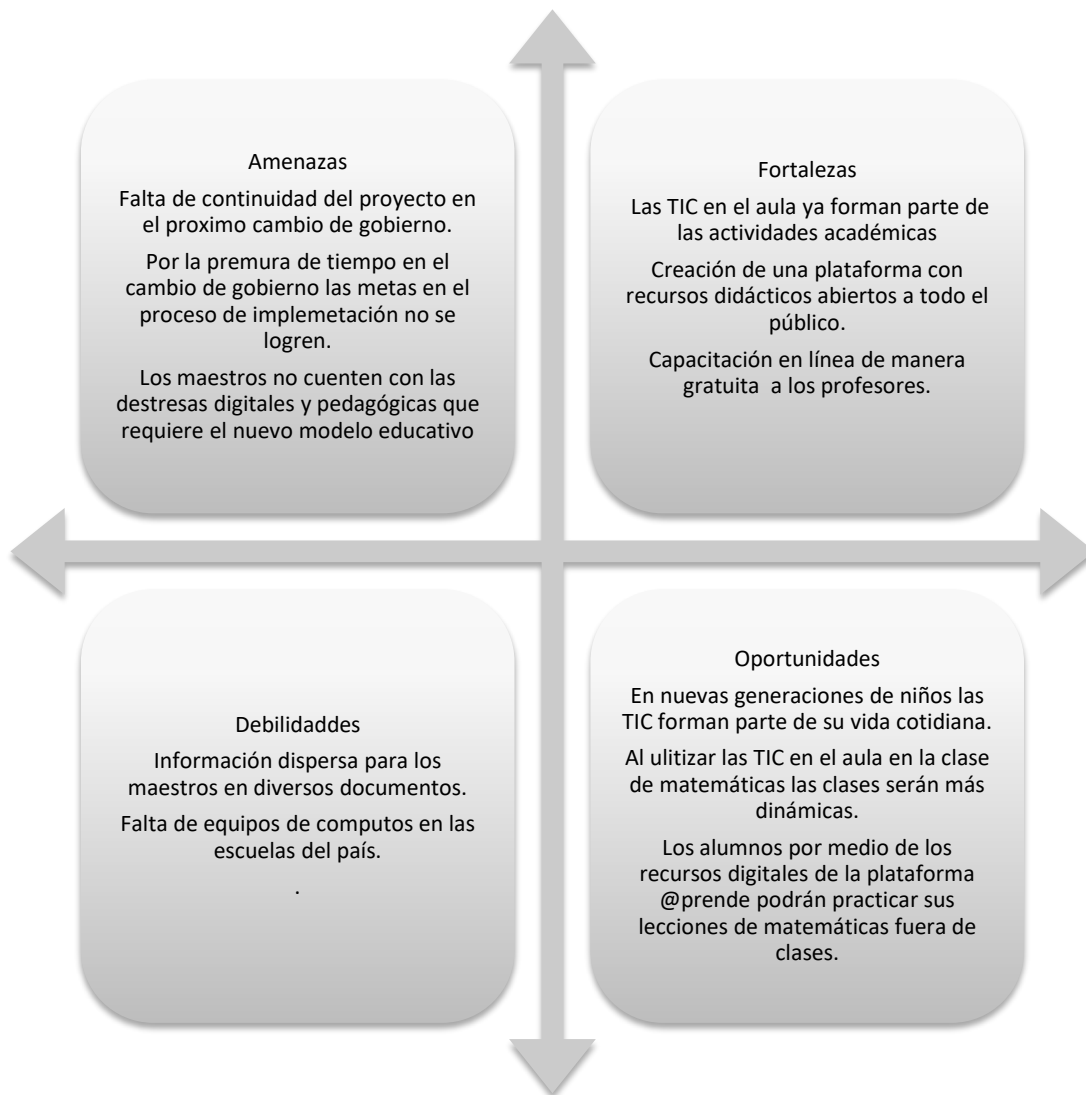 Amenazas
Falta de continuidad del proyecto en
el proximo cambio de gobierno.
Por la premura de tiempo en el
cambio de gobierno las metas en el
proceso de implemetación no se
logren.
Los maestros no cuenten con las
destresas digitales y pedagógicas que
requiere el nuevo modelo educativo
Fortalezas
Las TIC en el aula ya forman parte de
las actividades académicas
Creación de una plataforma con
recursos didácticos abiertos a todo el
público.
Capacitación en línea de manera
gratuita  a los profesores.
Debilidaddes
Información dispersa para los
maestros en diversos documentos.
Falta de equipos de computos en las
escuelas del país.
.
Oportunidades
En nuevas generaciones de niños las
TIC forman parte de su vida cotidiana.
Al ulitizar las TIC en el aula en la clase
de matemáticas las clases serán más
dinámicas.
Los alumnos por medio de los
recursos digitales de la plataforma
@prende podrán practicar sus
lecciones de matemáticas fuera de
clases.